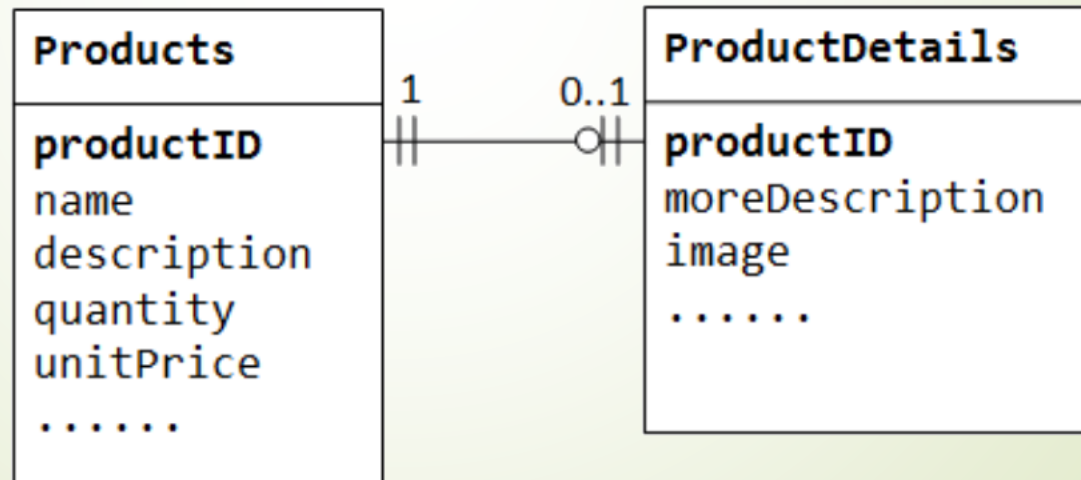 Products
productID
name
description
quantity
unitPrice
......
1
0..1
ProductDetails
productID
moreDescription
image
......